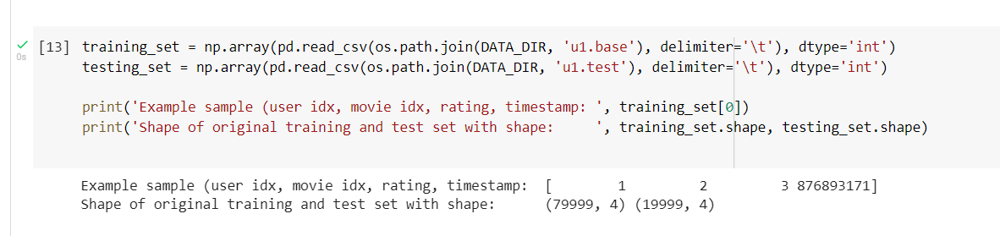 [13] training_set = np.array(pd.read_csv(os.path.join(DATA_DIR, 'u1.base'), delimiter='\t'), dtype='int')
0s
testing_set = np.array(pd.read_csv(os.path.join(DATA_DIR, 'u1.test'), delimiter='\t'), dtype='int')
print('Example sample (user idx, movie idx, rating, timestamp: ', training_set[0])
print('Shape of original training and test set with shape:     ', training_set.shape, testing_set.shape)
Example sample (user idx, movie idx, rating, timestamp:  [        1         2         3 876893171]
Shape of original training and test set with shape:      (79999, 4) (19999, 4)